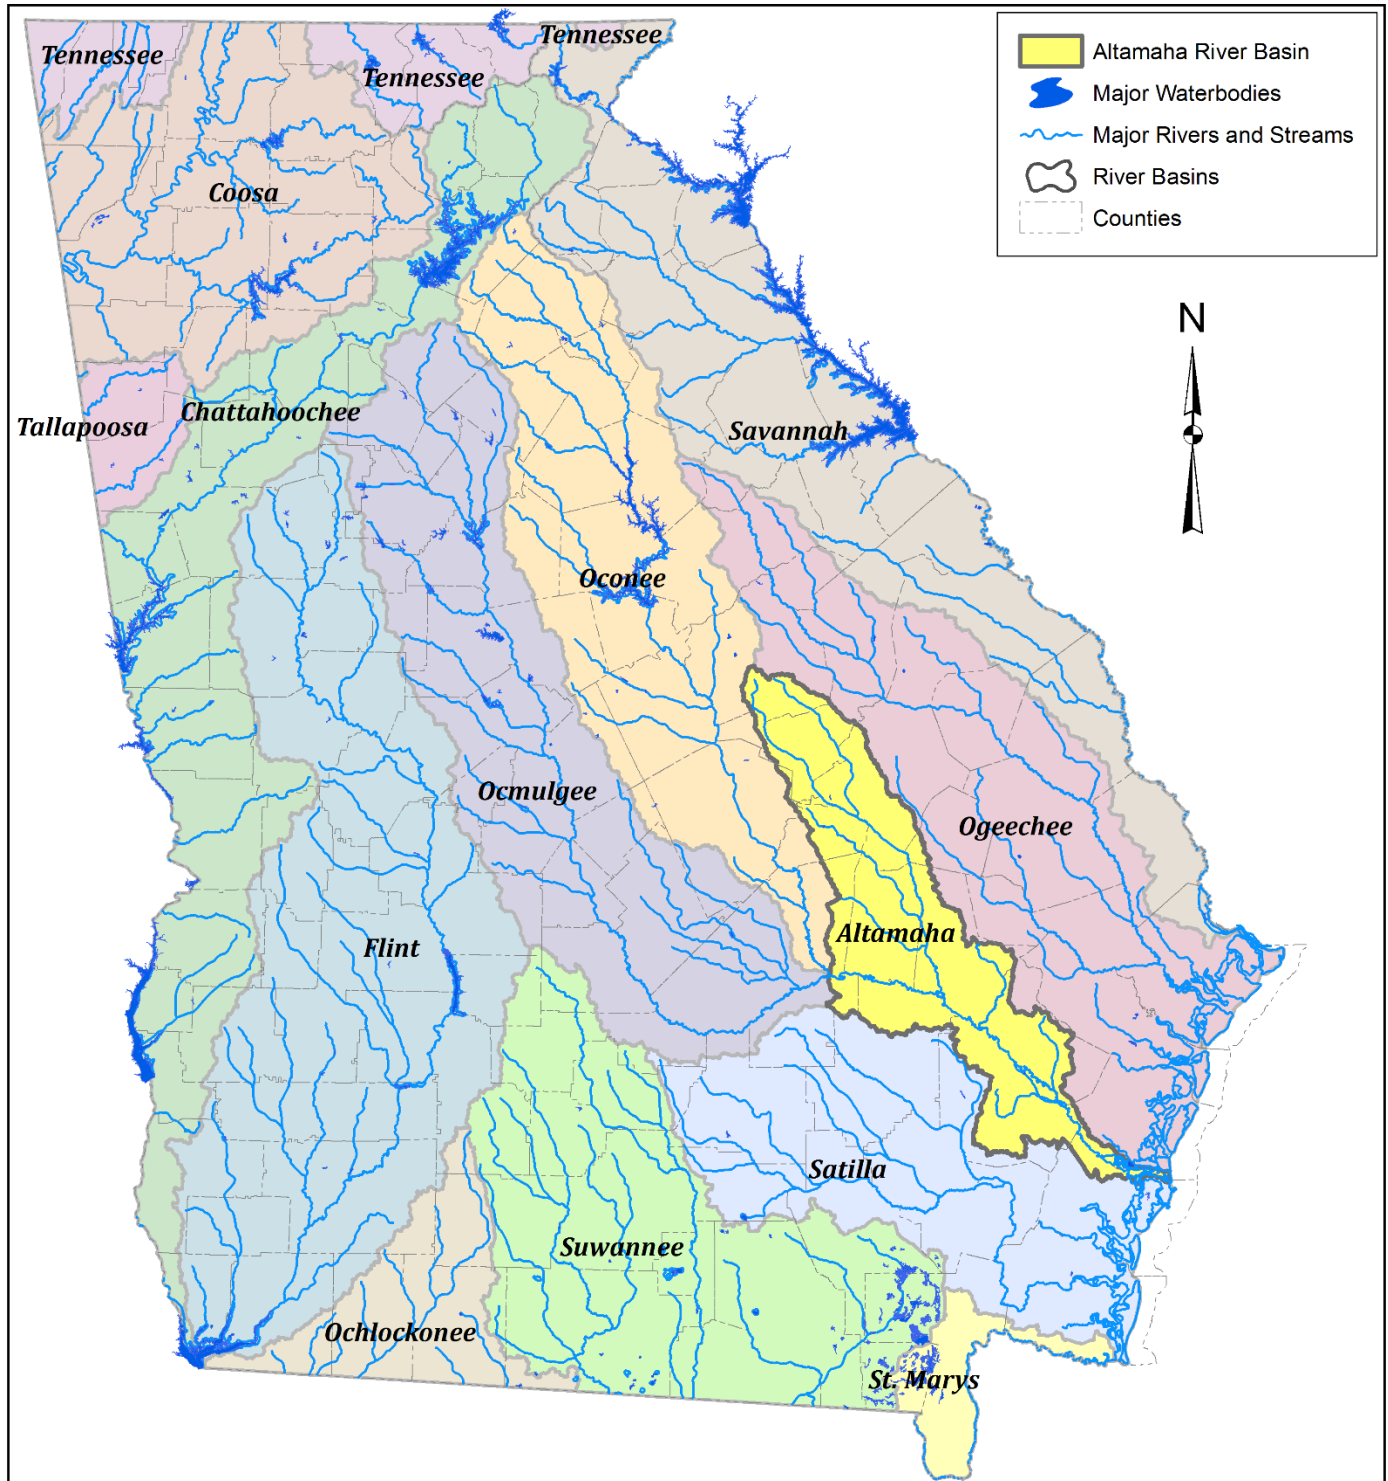 Tennessee
Tennessee
Tennessee
Altamaha River Basin
Major Waterbodies
Major Rivers and Streams
River Basins
Counties
Coosa
N
Tallapoosa
Chattahoochee
Savannah
Oconee
Ocmulgee
Ogeechee
Flint
Altamaha
Satilla
Suwannee
Ochlockonee
St. Marys